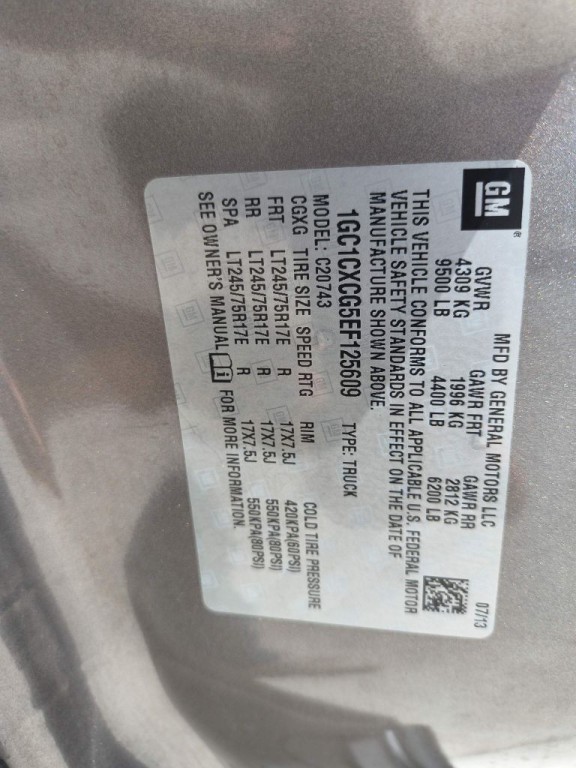 GM ®
MFD BY GENERAL MOTORS LLC 07/13
GVWR GAWR FRT GAWR RR
4309 KG 1996 KG 2812 KG
9500 LB 4400 LB 6200 LB
THIS VEHICLE CONFORMS TO ALL APPLICABLE U.S. FEDERAL MOTOR
VEHICLE SAFETY STANDARDS IN EFFECT ON THE DATE OF
MANUFACTURE SHOWN ABOVE.
1GC1CXCG5EF125609 TYPE: TRUCK
MODEL: C20743
CGXG TIRE SIZE SPEED RTG RIM COLD TIRE PRESSURE
FRT LT245/75R17E R 17X7.5J 420KPA(60PSI)
RR LT245/75R17E R 17X7.5J 550KPA(80PSI)
SPA LT245/75R17E R 17X7.5J 550KPA(80PSI)
SEE OWNER'S MANUAL i FOR MORE INFORMATION.